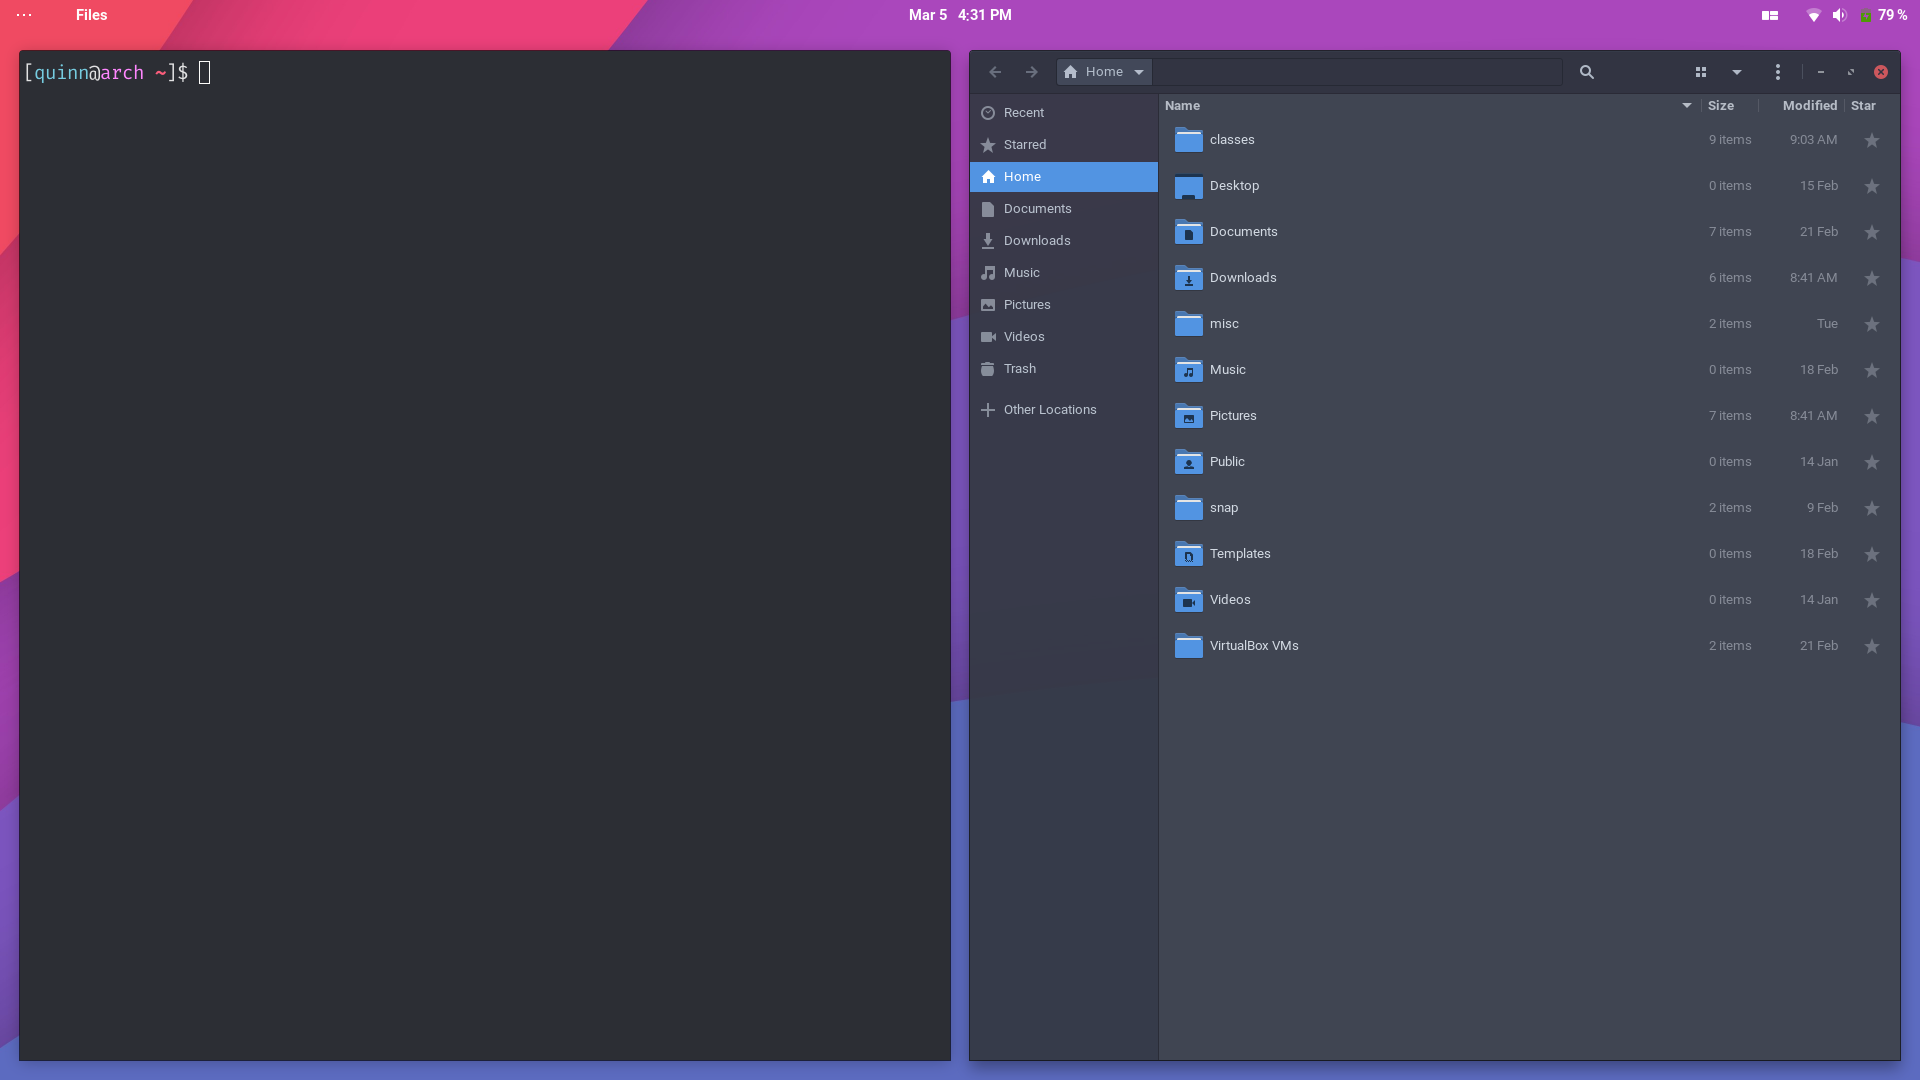 ··· Files Mar 5 4:31 PM 79 %
[quinn@arch ~]$
Home
Recent
Starred
Home
Documents
Downloads
Music
Pictures
Videos
Trash
Other Locations
Name Size Modified Star
classes 9 items 9:03 AM
Desktop 0 items 15 Feb
Documents 7 items 21 Feb
Downloads 6 items 8:41 AM
misc 2 items Tue
Music 0 items 18 Feb
Pictures 7 items 8:41 AM
Public 0 items 14 Jan
snap 2 items 9 Feb
Templates 0 items 18 Feb
Videos 0 items 14 Jan
VirtualBox VMs 2 items 21 Feb